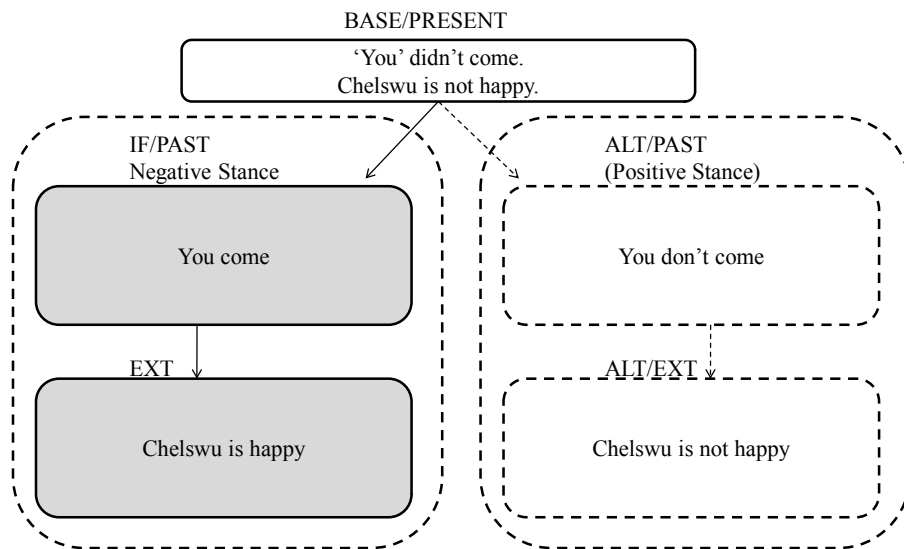 BASE/PRESENT
‘You’ didn’t come.
Chelswu is not happy.
IF/PAST
Negative Stance
You come
EXT
Chelswu is happy
ALT/PAST
(Positive Stance)
You don’t come
ALT/EXT
Chelswu is not happy